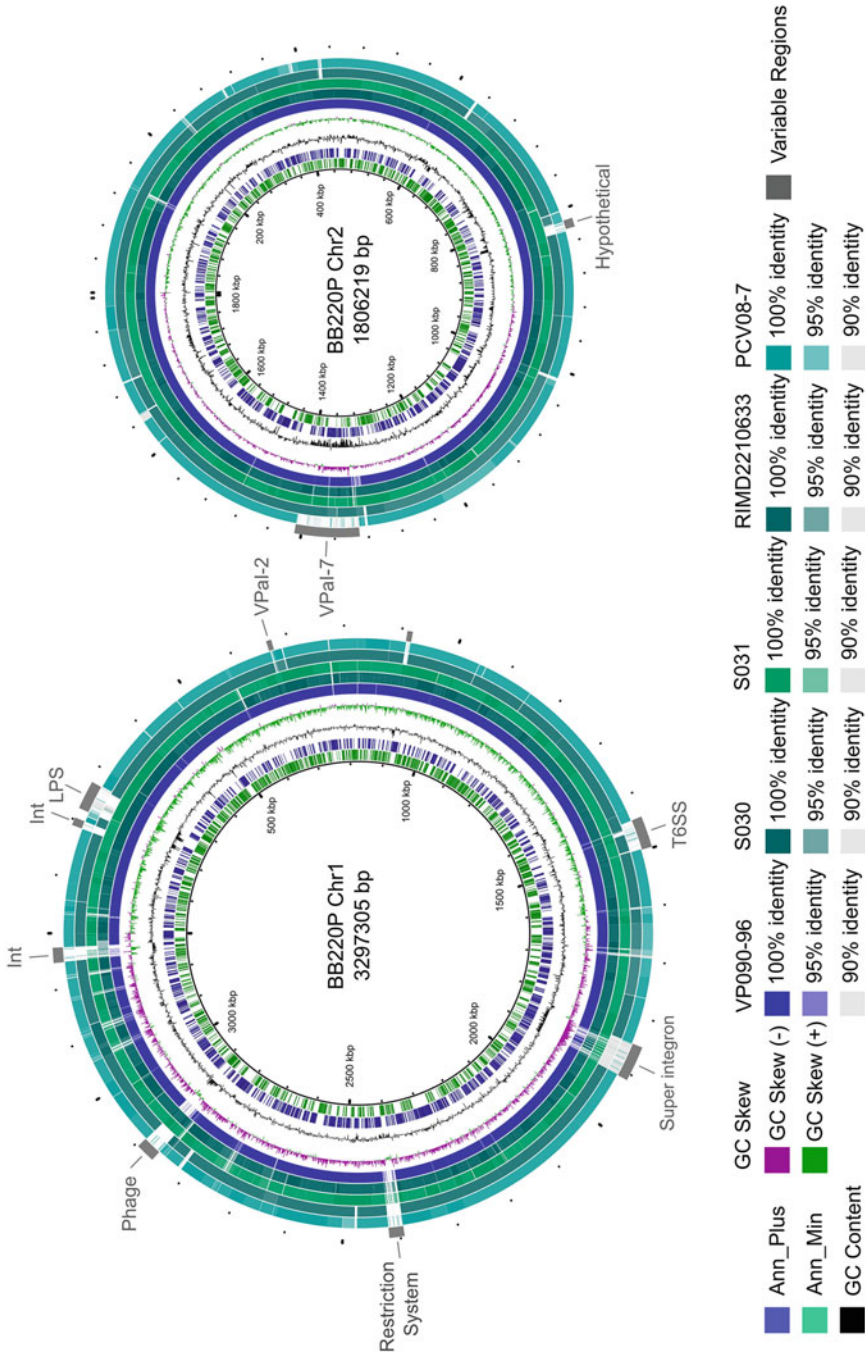 Int
Int
LPS
Phage
VPaI-2
Restriction
System
T6SS
Super integron
500 kbp
1000 kbp
1500 kbp
2000 kbp
2500 kbp
3000 kbp
BB220P Chr1
3297305 bp
VPaI-7
Hypothetical
200 kbp
400 kbp
600 kbp
800 kbp
1000 kbp
1200 kbp
1400 kbp
1600 kbp
1800 kbp
BB220P Chr2
1806219 bp
Ann_Plus
Ann_Min
GC Content
GC Skew
GC Skew (-)
GC Skew (+)
VP090-96
100% identity
95% identity
90% identity
S030
100% identity
95% identity
90% identity
S031
100% identity
95% identity
90% identity
RIMD2210633
100% identity
95% identity
90% identity
PCV08-7
100% identity
95% identity
90% identity
Variable Regions